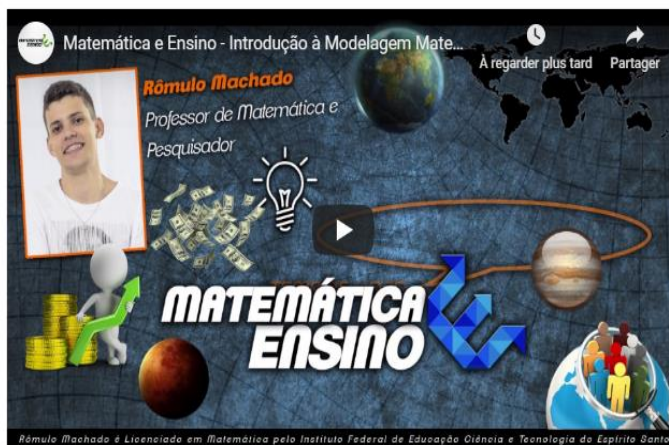 Matemática e Ensino - Introdução à Modelagem Mate...
À regarder plus tard
Partager
Rômulo Machado
Professor de Matemática e
Pesquisador
MATEMÁTICA
ENSINO
Rômulo Machado é Licenciado em Matemática pelo Instituto Federal de Educação Ciência e Tecnologia do Espírito Santo